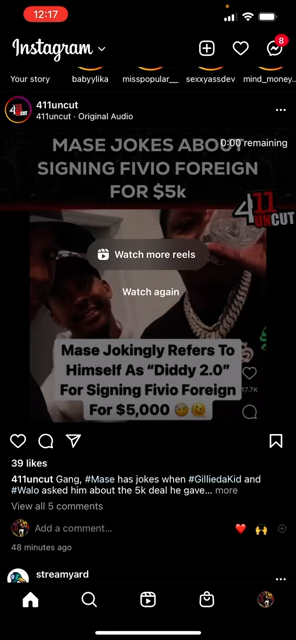 12:17
Instagram
8
Your story babyylika misspopular__ sexxyassdev mind_money..
411uncut
411uncut · Original Audio
MASE JOKES ABOUT
0:00 remaining
SIGNING FIVIO FOREIGN
FOR $5k
411
UNCUT
Watch more reels
Watch again
Mase Jokingly Refers To
Himself As “Diddy 2.0”
For Signing Fivio Foreign
For $5,000 
17.7K
39 likes
411uncut Gang, #Mase has jokes when #GilliedaKid and
#Walo asked him about the 5k deal he gave... more
View all 5 comments
Add a comment...
48 minutes ago
streamyard